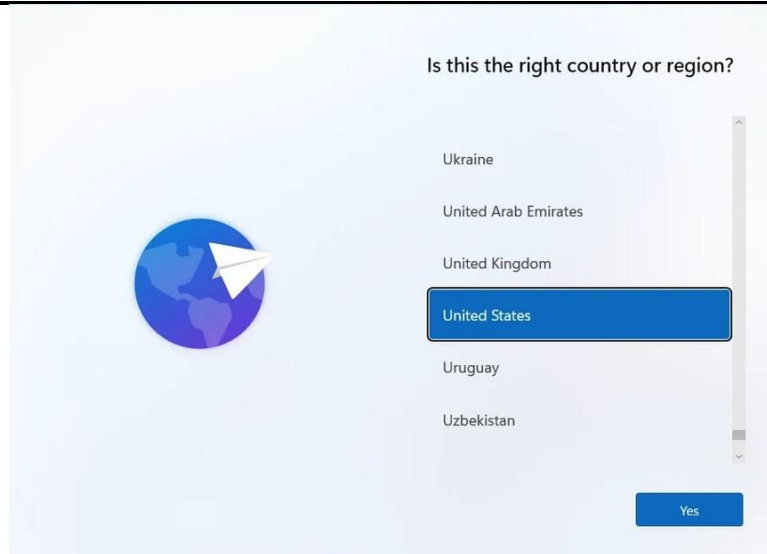 Is this the right country or region?
Ukraine
United Arab Emirates
United Kingdom
United States
Uruguay
Uzbekistan
Yes